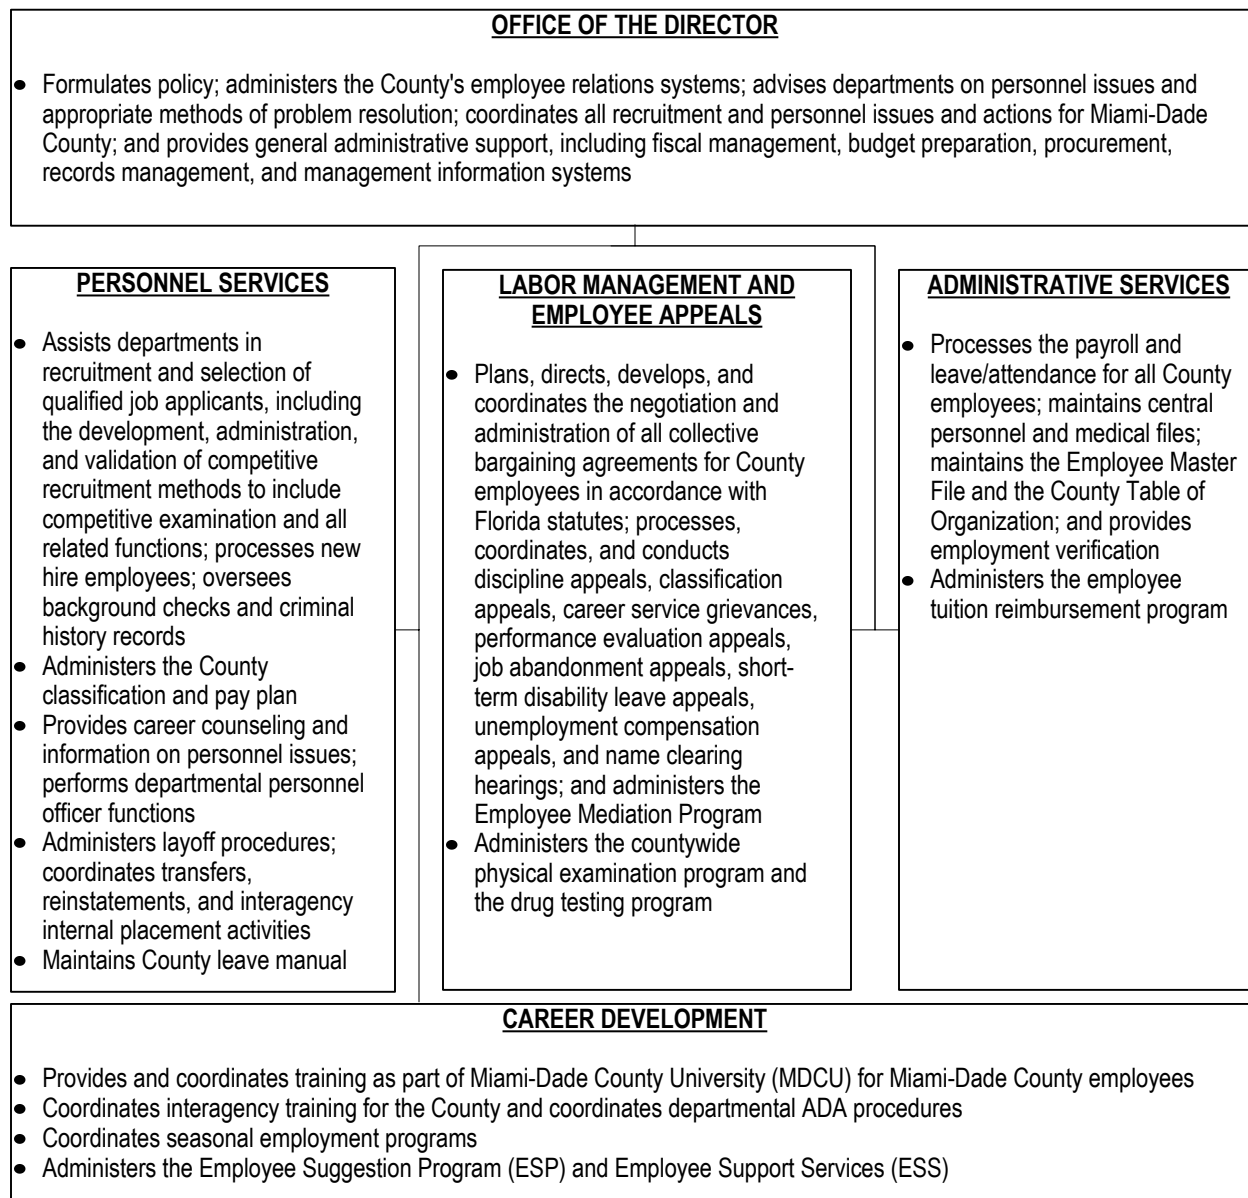 OFFICE OF THE DIRECTOR
• Formulates policy; administers the County's employee relations systems; advises departments on personnel issues and
appropriate methods of problem resolution; coordinates all recruitment and personnel issues and actions for Miami-Dade
County; and provides general administrative support, including fiscal management, budget preparation, procurement,
records management, and management information systems
PERSONNEL SERVICES
• Assists departments in
recruitment and selection of
qualified job applicants, including
the development, administration,
and validation of competitive
recruitment methods to include
competitive examination and all
related functions; processes new
hire employees; oversees
background checks and criminal
history records
• Administers the County
classification and pay plan
• Provides career counseling and
information on personnel issues;
performs departmental personnel
officer functions
• Administers layoff procedures;
coordinates transfers,
reinstatements, and interagency
internal placement activities
• Maintains County leave manual
LABOR MANAGEMENT AND
EMPLOYEE APPEALS
• Plans, directs, develops, and
coordinates the negotiation and
administration of all collective
bargaining agreements for County
employees in accordance with
Florida statutes; processes,
coordinates, and conducts
discipline appeals, classification
appeals, career service grievances,
performance evaluation appeals,
job abandonment appeals, short-
term disability leave appeals,
unemployment compensation
appeals, and name clearing
hearings; and administers the
Employee Mediation Program
• Administers the countywide
physical examination program and
the drug testing program
ADMINISTRATIVE SERVICES
• Processes the payroll and
leave/attendance for all County
employees; maintains central
personnel and medical files;
maintains the Employee Master
File and the County Table of
Organization; and provides
employment verification
• Administers the employee
tuition reimbursement program
CAREER DEVELOPMENT
• Provides and coordinates training as part of Miami-Dade County University (MDCU) for Miami-Dade County employees
• Coordinates interagency training for the County and coordinates departmental ADA procedures
• Coordinates seasonal employment programs
• Administers the Employee Suggestion Program (ESP) and Employee Support Services (ESS)